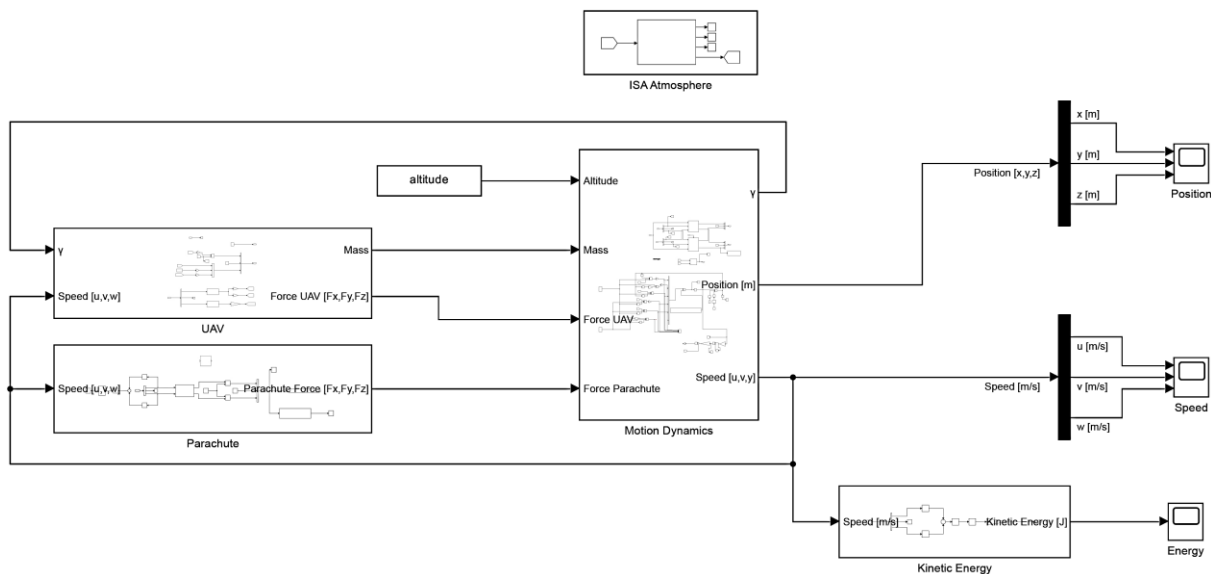 ISA Atmosphere
x [m]
y [m]
Position [x,y,z]
z [m]
Position
altitude
Altitude
γ
Mass
Position [m]
Force UAV
Force Parachute
Speed [u,v,y]
Motion Dynamics
γ
Mass
Speed [u,v,w]
Force UAV [Fx,Fy,Fz]
UAV
Speed [u,v,w]
Parachute Force [Fx,Fy,Fz]
Parachute
u [m/s]
v [m/s]
Speed [m/s]
w [m/s]
Speed
Speed [m/s]
Kinetic Energy [J]
Kinetic Energy
Energy